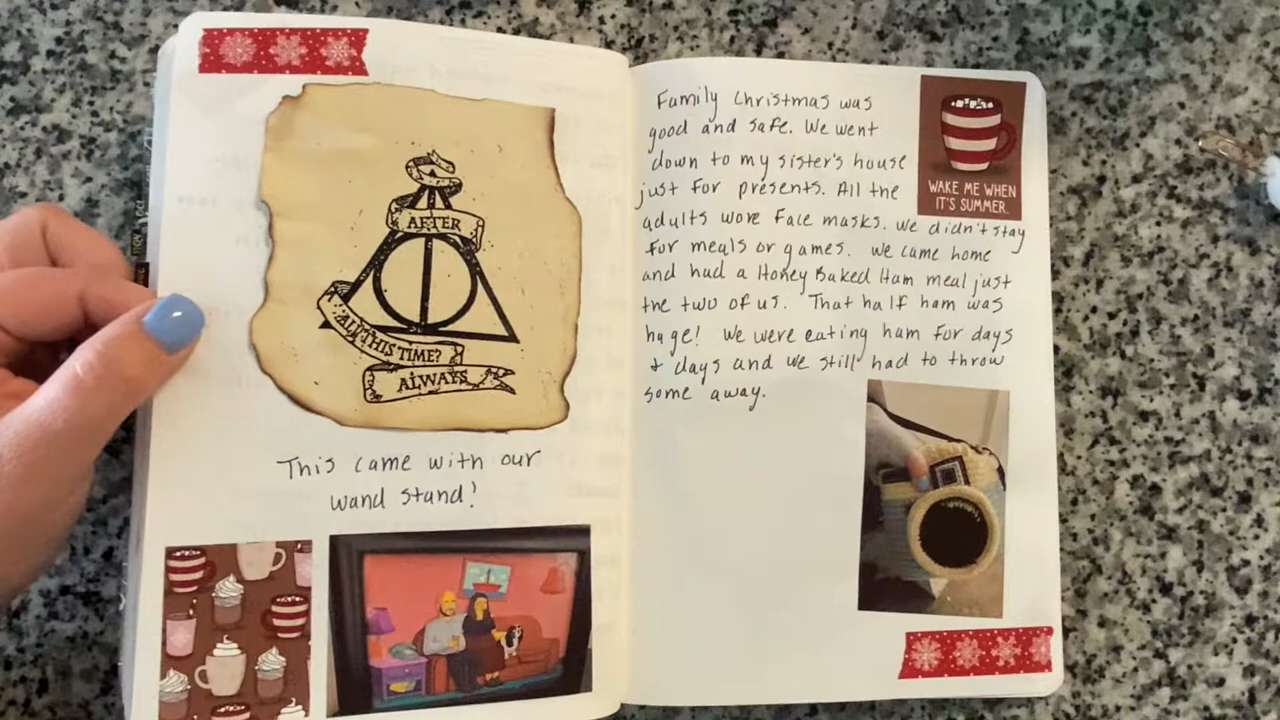 AFTER
ALL THIS TIME?
ALWAYS
This came with our
wand stand!
Family Christmas was
good and safe. We went
down to my sister's house
just for presents. All the
adults wore face masks. We didn't stay
for meals or games. We came home
and had a Honey Baked Ham meal just
the two of us. That half ham was
huge! We were eating ham for days
& days and we still had to throw
some away.
WAKE ME WHEN
IT'S SUMMER.